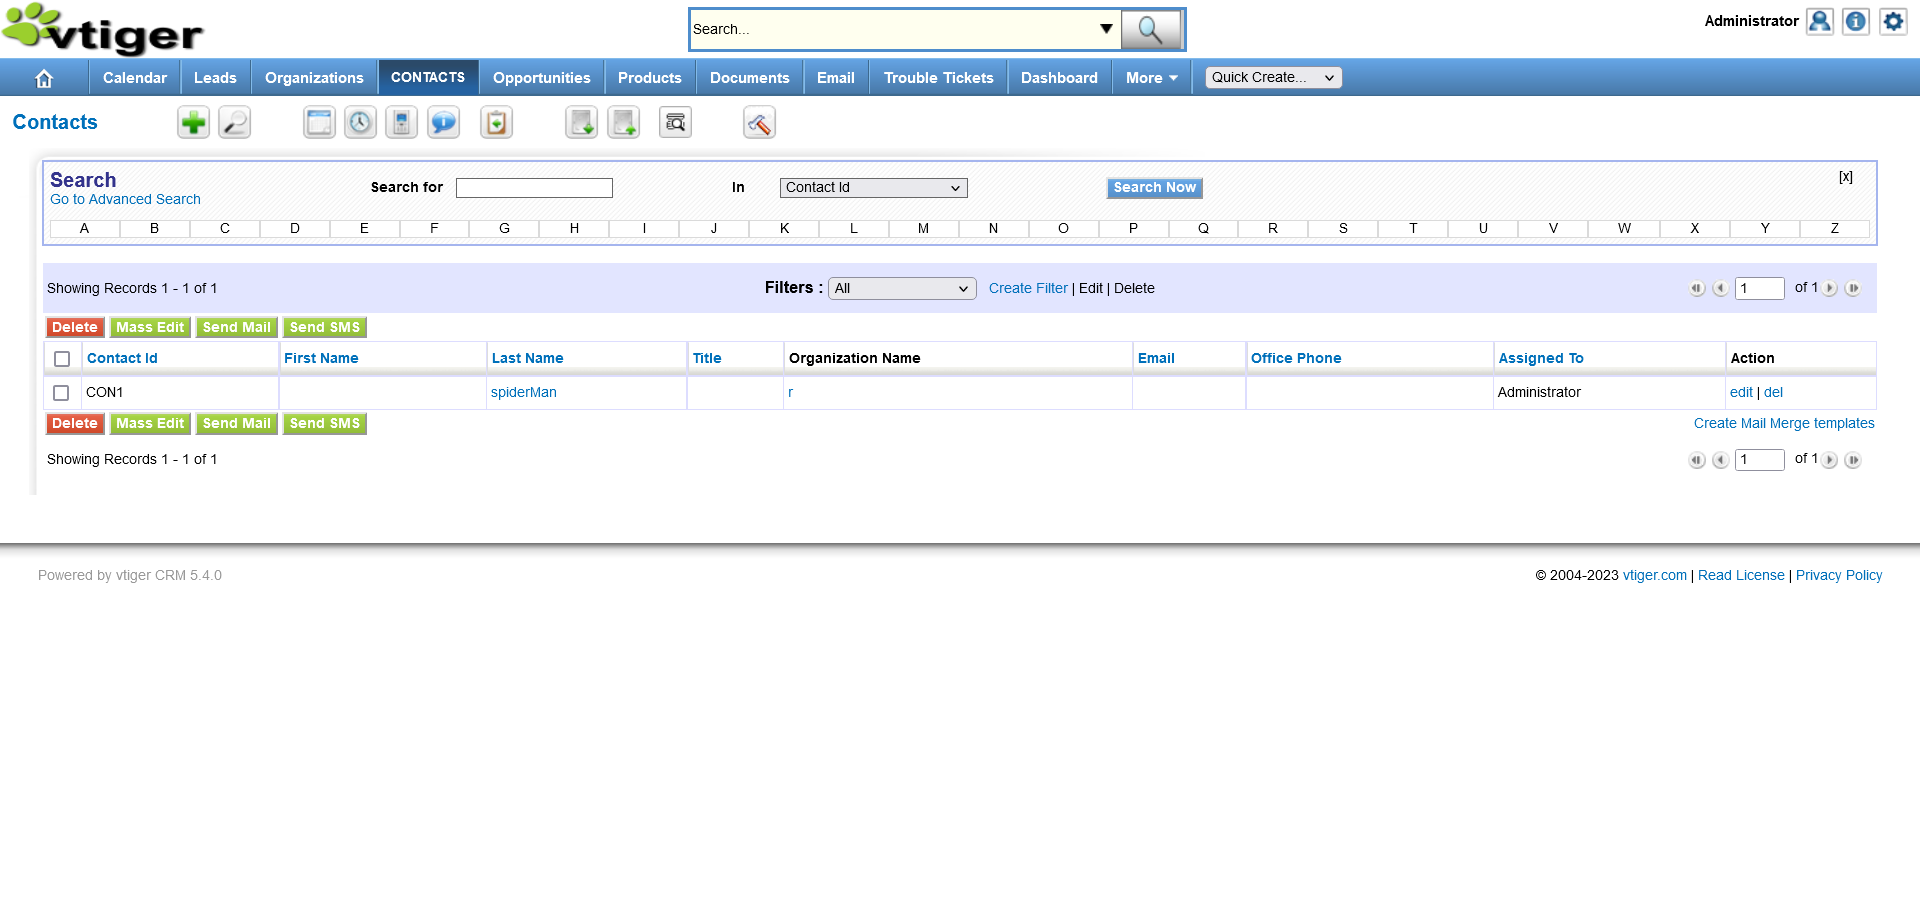 vtiger
Search...
Administrator
Calendar Leads Organizations CONTACTS Opportunities Products Documents Email Trouble Tickets Dashboard More Quick Create...
Contacts
Search
Go to Advanced Search
Search for In Contact Id Search Now [x]
A B C D E F G H I J K L M N O P Q R S T U V W X Y Z
Showing Records 1 - 1 of 1 Filters : All Create Filter | Edit | Delete 1 of 1
Delete Mass Edit Send Mail Send SMS
Contact Id First Name Last Name Title Organization Name Email Office Phone Assigned To Action
CON1 spiderMan r Administrator edit | del
Delete Mass Edit Send Mail Send SMS Create Mail Merge templates
Showing Records 1 - 1 of 1 1 of 1
Powered by vtiger CRM 5.4.0 © 2004-2023 vtiger.com | Read License | Privacy Policy